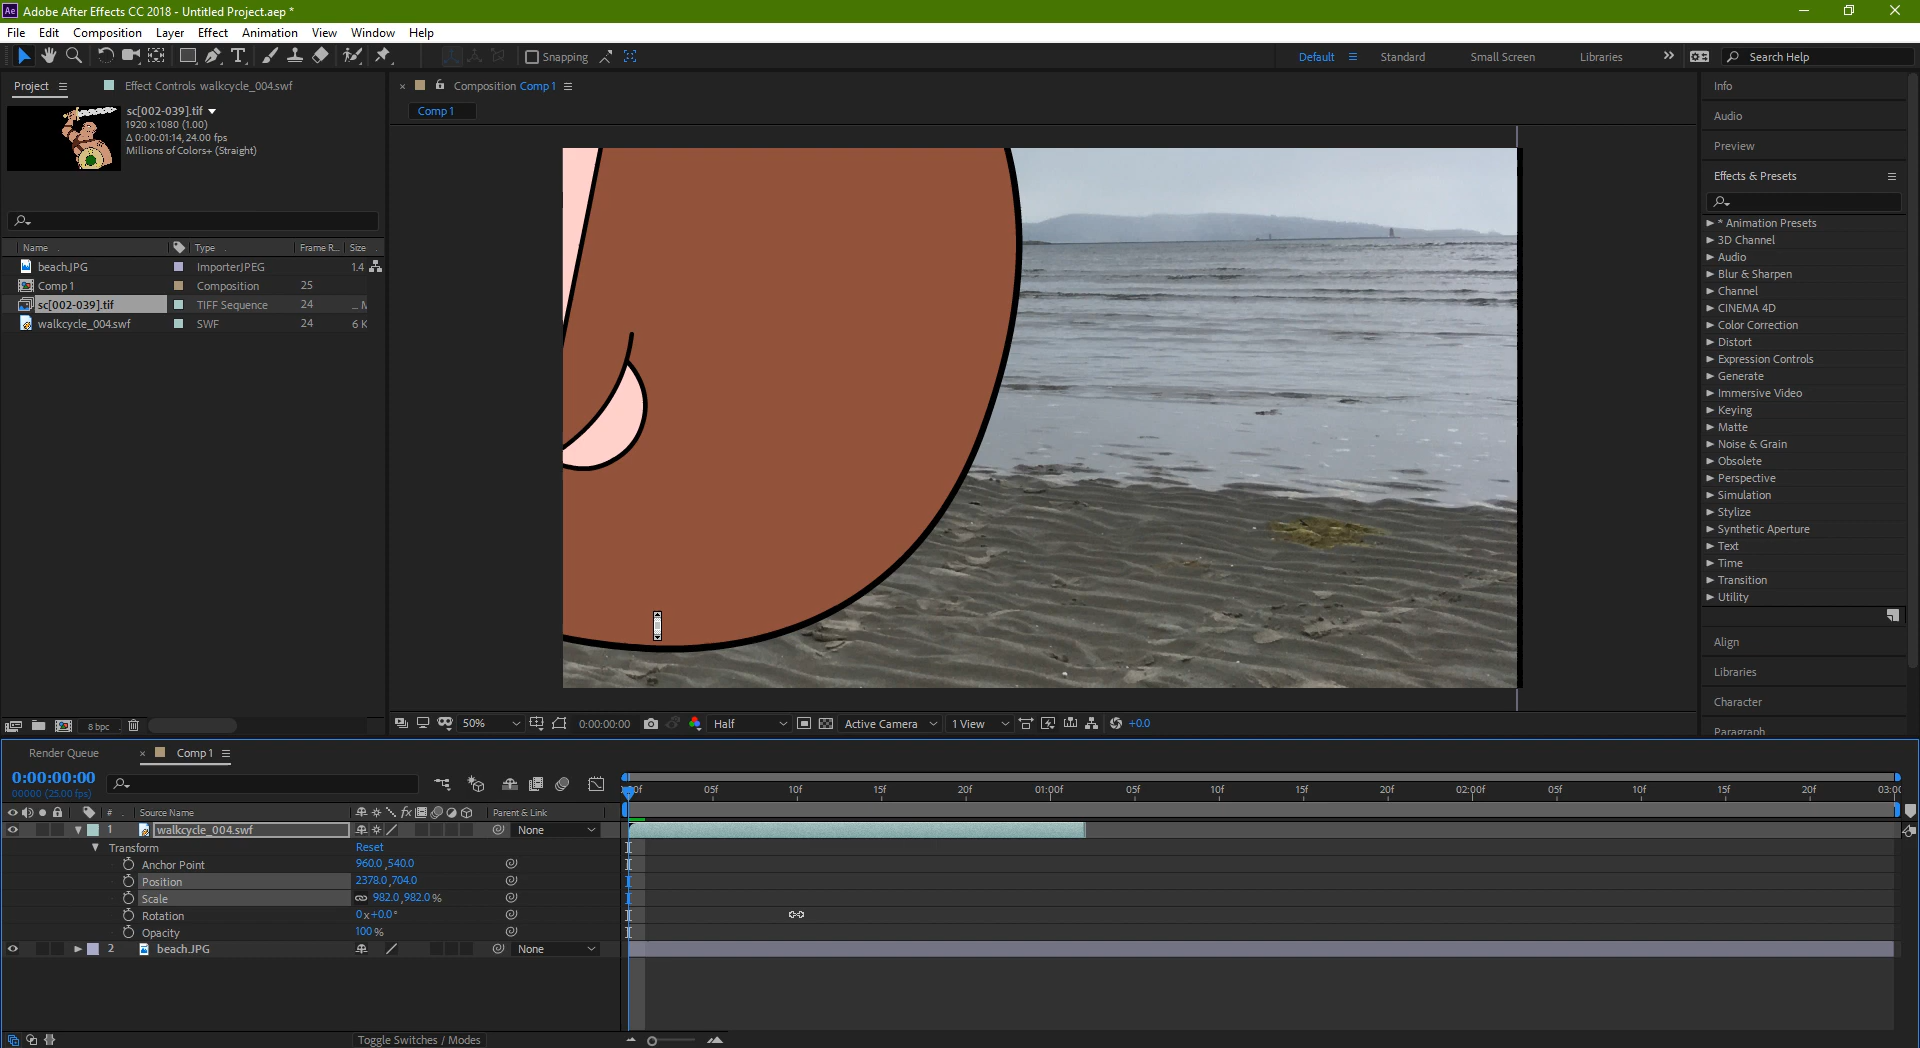 Ae Adobe After Effects CC 2018 - Untitled Project.aep *
File Edit Composition Layer Effect Animation View Window Help
Snapping
Default Standard Small Screen Libraries Search Help
Project Effect Controls walkcycle_004.swf
sc[002-039].tif
1920 x 1080 (1.00)
Δ 0:00:01:14, 24.00 fps
Millions of Colors+ (Straight)
Name Type Frame R... Size
beach.JPG ImporterJPEG 1.4
Comp 1 Composition 25
sc[002-039].tif TIFF Sequence 24 ... M
walkcycle_004.swf SWF 24 6 K
8 bpc
Composition Comp 1
Comp 1
50% 0:00:00:00 Half Active Camera 1 View +0.0
Info
Audio
Preview
Effects & Presets
* Animation Presets
3D Channel
Audio
Blur & Sharpen
Channel
CINEMA 4D
Color Correction
Distort
Expression Controls
Generate
Immersive Video
Keying
Matte
Noise & Grain
Obsolete
Perspective
Simulation
Stylize
Synthetic Aperture
Text
Time
Transition
Utility
Align
Libraries
Character
Paragraph
Render Queue Comp 1
0:00:00:00
00000 (25.00 fps)
05f 10f 15f 20f 01:00f 05f 10f 15f 20f 02:00f 05f 10f 15f 20f 03:00
# Source Name fx Parent & Link
1 walkcycle_004.swf None
Transform Reset
Anchor Point 960.0, 540.0
Position 2378.0, 704.0
Scale 982.0, 982.0 %
Rotation 0 x +0.0 °
Opacity 100 %
2 beach.JPG None
Toggle Switches / Modes